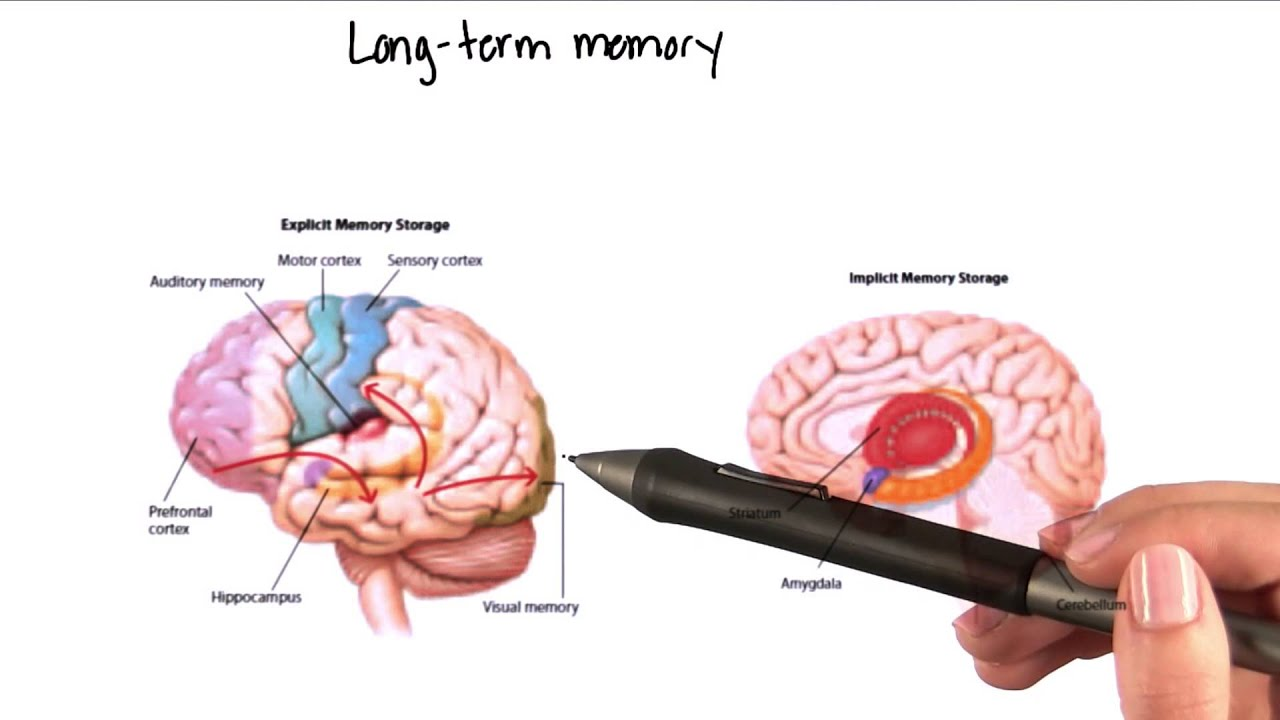 Long-term memory
Explicit Memory Storage
Motor cortex
Sensory cortex
Auditory memory
Prefrontal
cortex
Hippocampus
Visual memory
Implicit Memory Storage
Striatum
Amygdala
Cerebellum